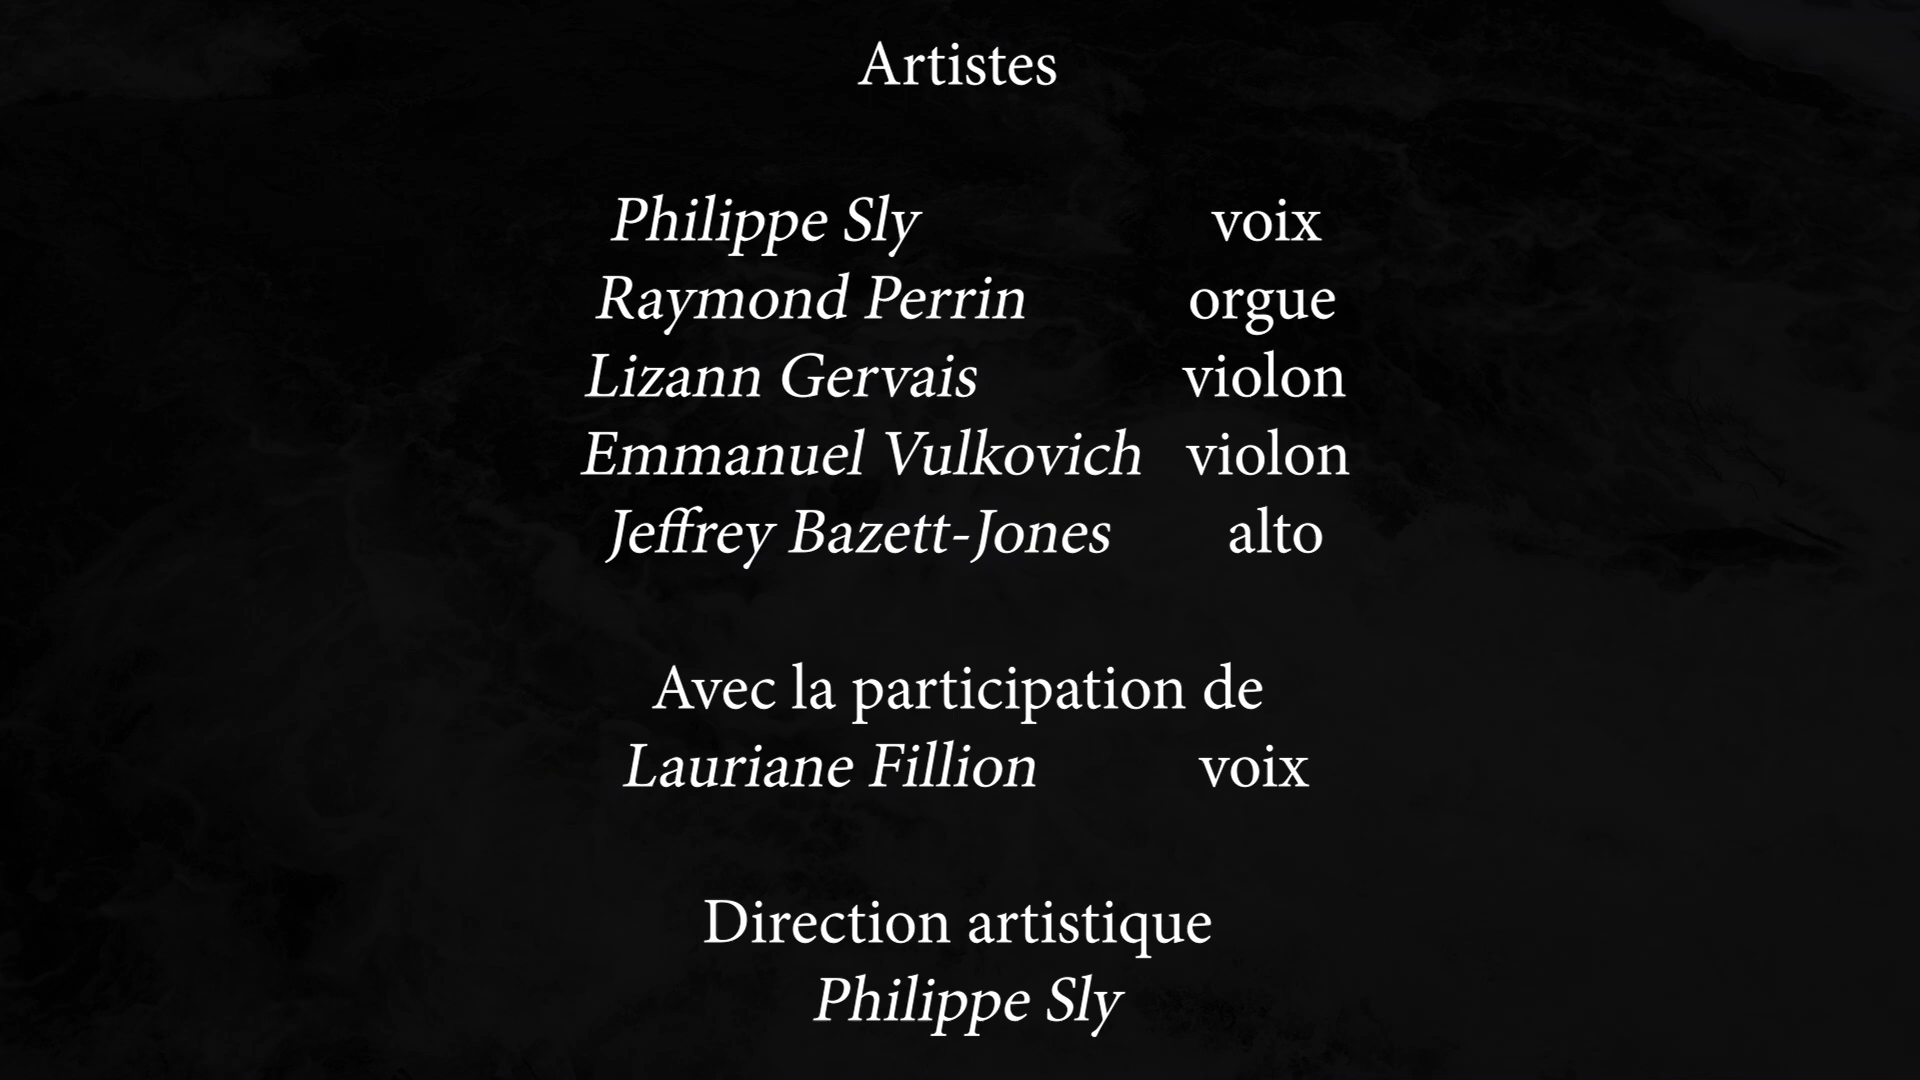 Artistes
Philippe Sly voix
Raymond Perrin orgue
Lizann Gervais violon
Emmanuel Vulkovich violon
Jeffrey Bazett-Jones alto
Avec la participation de
Lauriane Fillion voix
Direction artistique
Philippe Sly